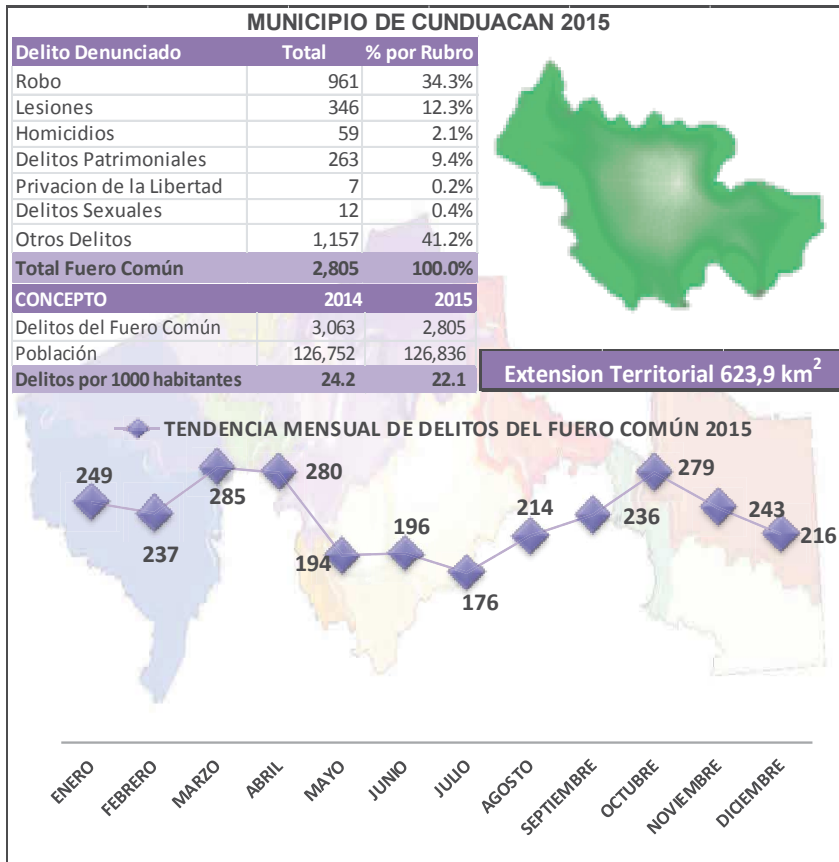 MUNICIPIO DE CUNDUACAN 2015
Delito Denunciado Total % por Rubro
Robo 961 34.3%
Lesiones 346 12.3%
Homicidios 59 2.1%
Delitos Patrimoniales 263 9.4%
Privacion de la Libertad 7 0.2%
Delitos Sexuales 12 0.4%
Otros Delitos 1,157 41.2%
Total Fuero Común 2,805 100.0%
CONCEPTO 2014 2015
Delitos del Fuero Común 3,063 2,805
Población 126,752 126,836
Delitos por 1000 habitantes 24.2 22.1
Extension Territorial 623,9 km²
TENDENCIA MENSUAL DE DELITOS DEL FUERO COMÚN 2015
249
237
285
280
194
196
176
214
236
279
243
216
ENERO
FEBRERO
MARZO
ABRIL
MAYO
JUNIO
JULIO
AGOSTO
SEPTIEMBRE
OCTUBRE
NOVIEMBRE
DICIEMBRE